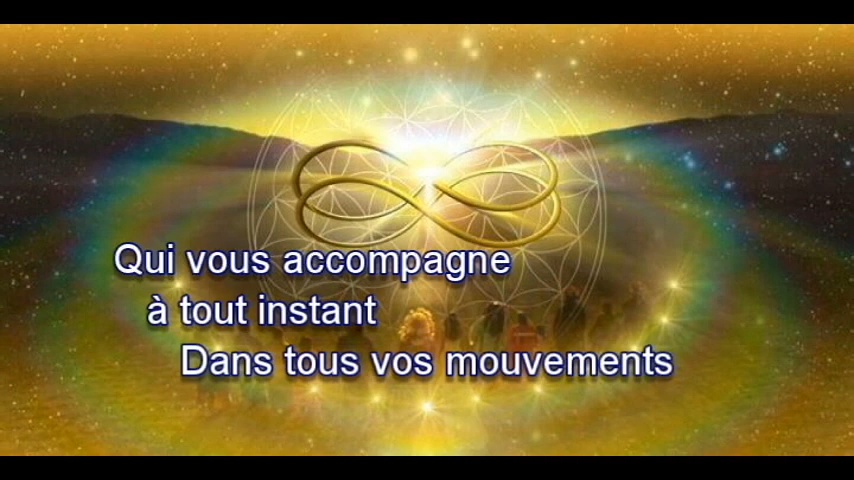 Qui vous accompagne
à tout instant
Dans tous vos mouvements